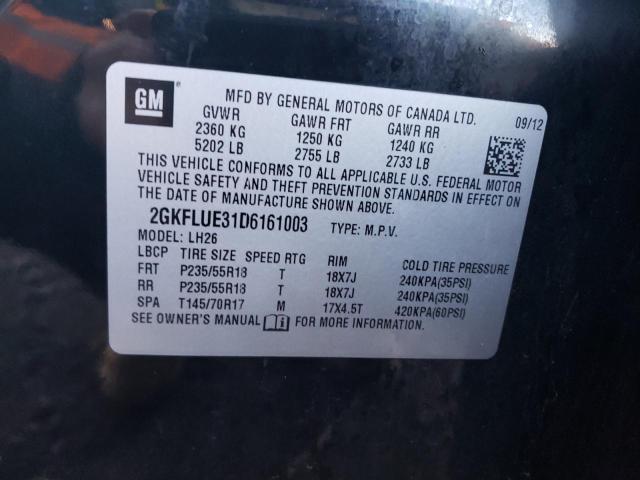 GM
MFD BY GENERAL MOTORS OF CANADA LTD. 09/12
GVWR GAWR FRT GAWR RR
2360 KG 1250 KG 1240 KG
5202 LB 2755 LB 2733 LB
THIS VEHICLE CONFORMS TO ALL APPLICABLE U.S. FEDERAL MOTOR
VEHICLE SAFETY AND THEFT PREVENTION STANDARDS IN EFFECT ON
THE DATE OF MANUFACTURE SHOWN ABOVE.
2GKFLUE31D6161003 TYPE: M.P.V.
MODEL: LH26
LBCP TIRE SIZE SPEED RTG RIM COLD TIRE PRESSURE
FRT P235/55R18 T 18X7J 240KPA(35PSI)
RR P235/55R18 T 18X7J 240KPA(35PSI)
SPA T145/70R17 M 17X4.5T 420KPA(60PSI)
SEE OWNER'S MANUAL FOR MORE INFORMATION.